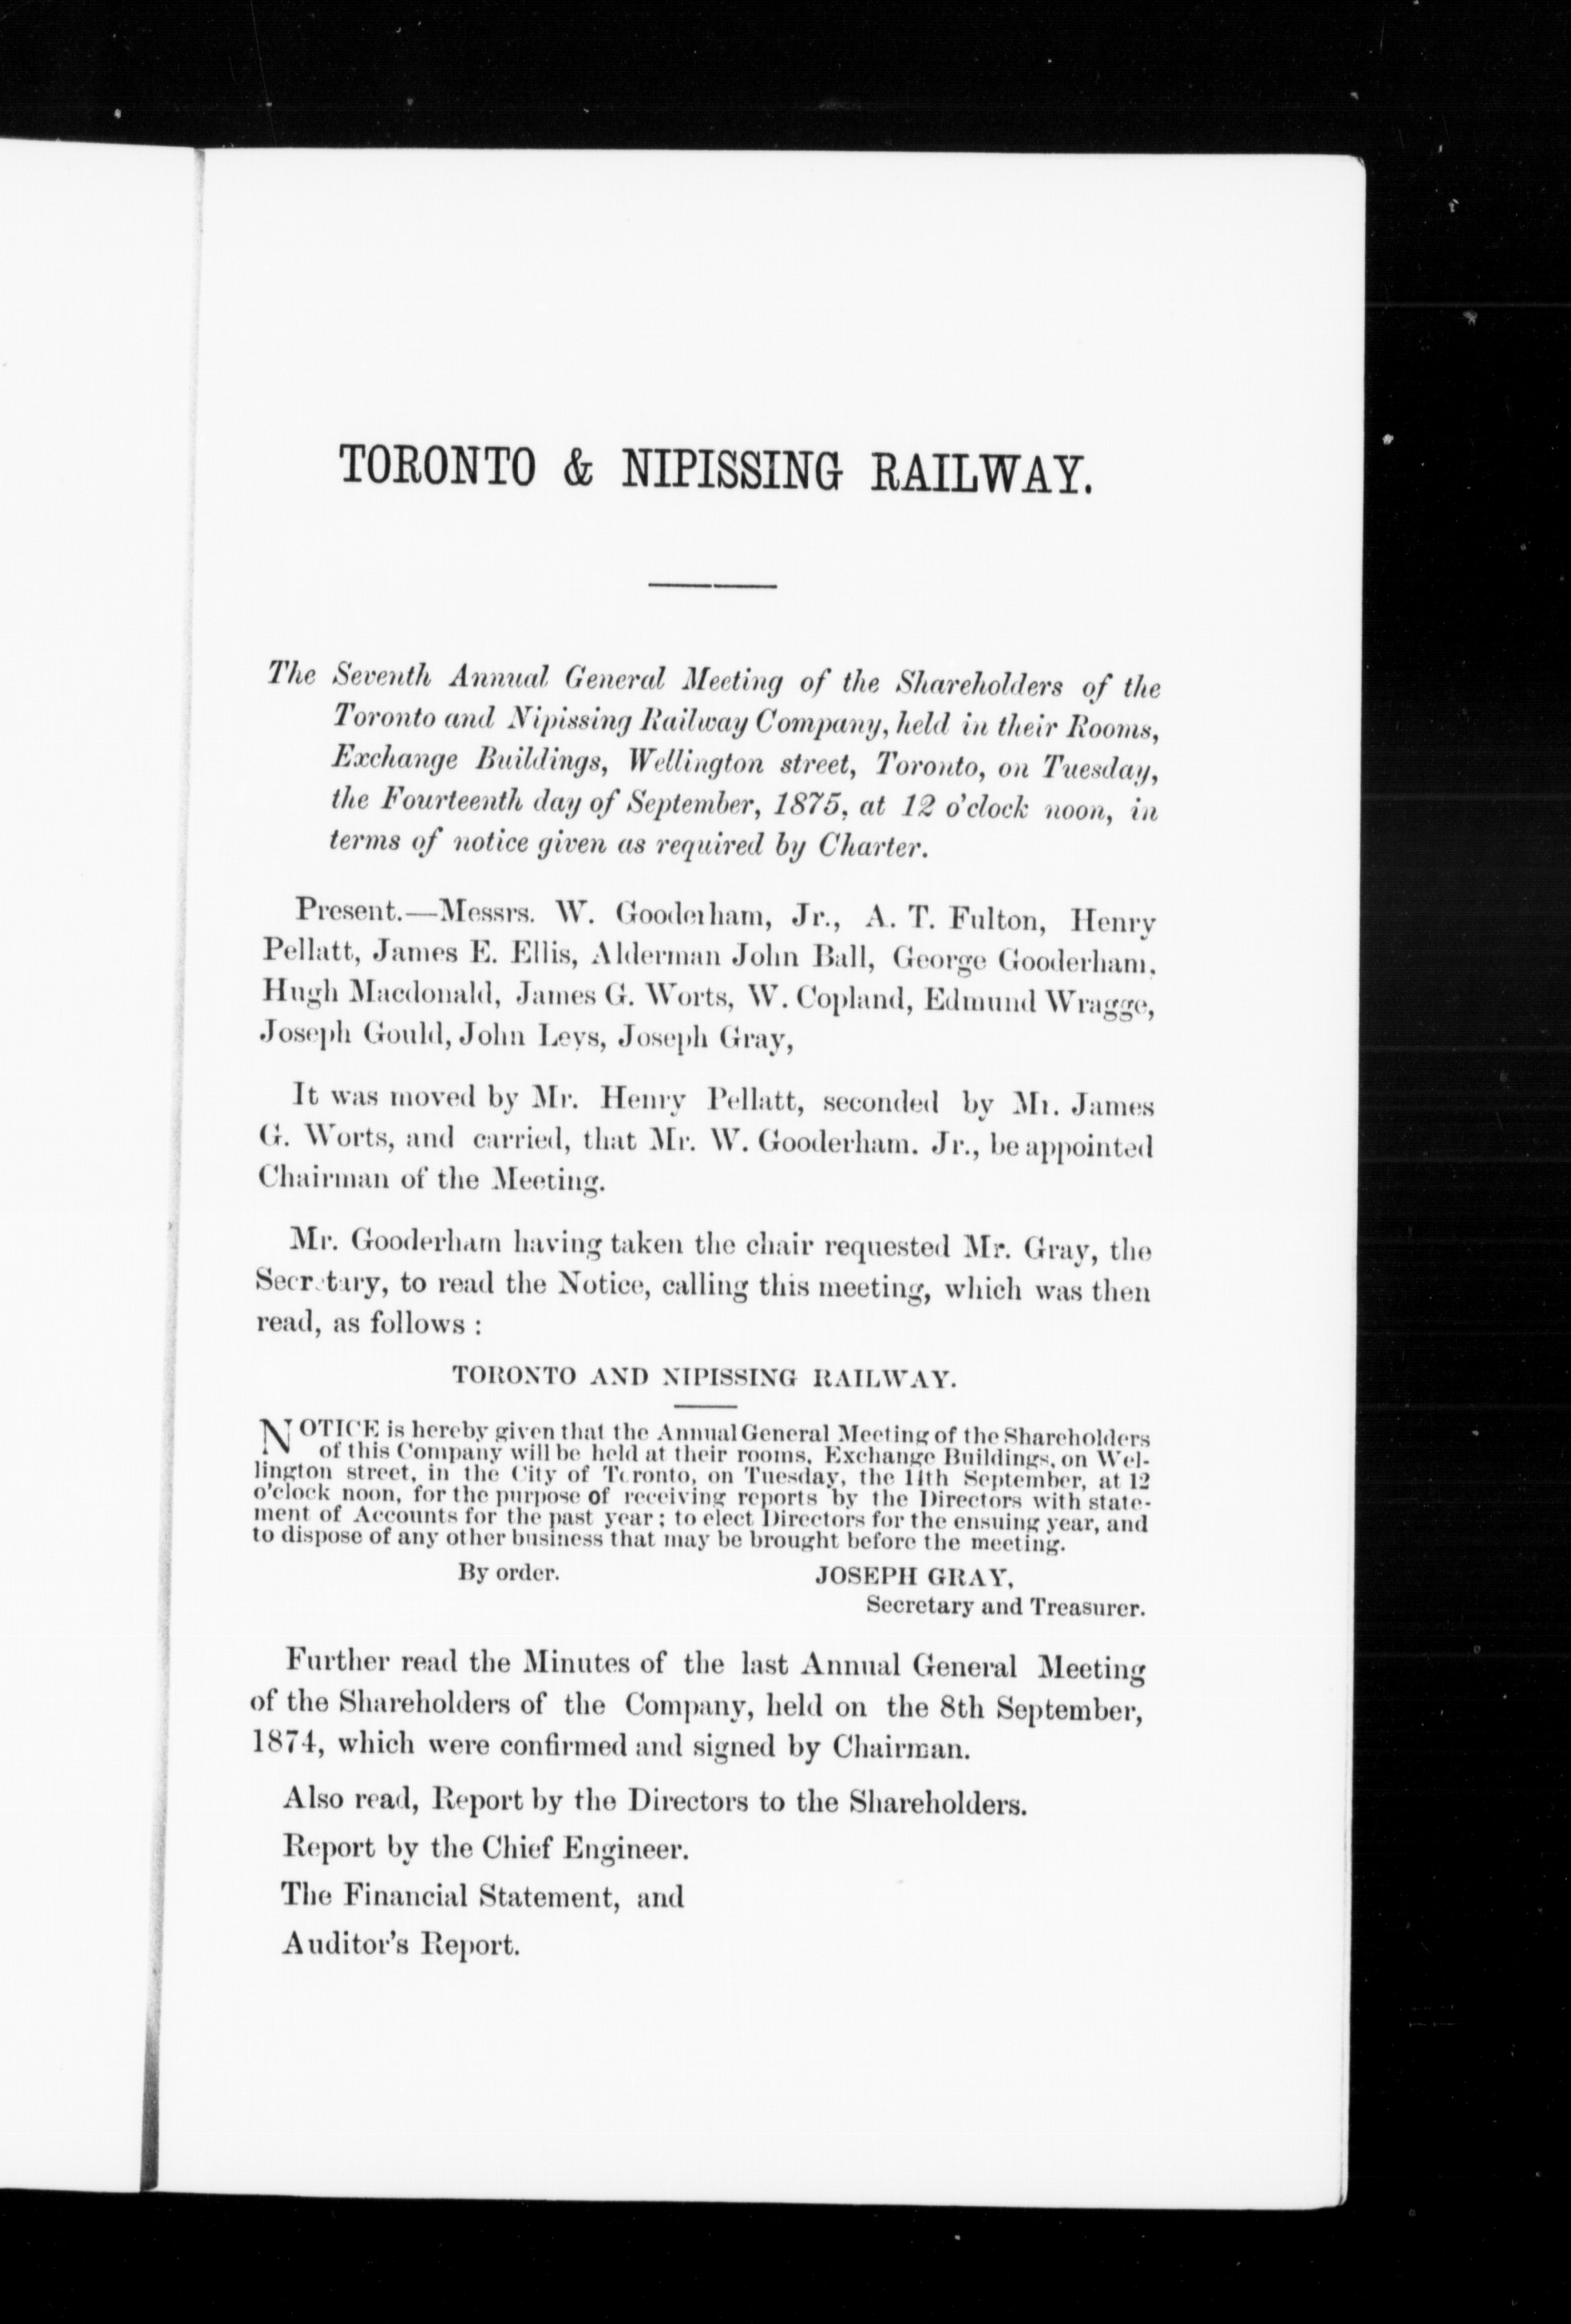 TORONTO & NIPISSING RAILWAY.
The Seventh Annual General Meeting of the Shareholders of the
Toronto and Nipissing Railway Company, held in their Rooms,
Exchange Buildings, Wellington street, Toronto, on Tuesday,
the Fourteenth day of September, 1875, at 12 o'clock noon, in
terms of notice given as required by Charter.
Present.—Messrs. W. Gooderham, Jr., A. T. Fulton, Henry
Pellatt, James E. Ellis, Alderman John Ball, George Gooderham,
Hugh Macdonald, James G. Worts, W. Copland, Edmund Wragge,
Joseph Gould, John Leys, Joseph Gray,
It was moved by Mr. Henry Pellatt, seconded by Mr. James
G. Worts, and carried, that Mr. W. Gooderham. Jr., be appointed
Chairman of the Meeting.
Mr. Gooderham having taken the chair requested Mr. Gray, the
Secretary, to read the Notice, calling this meeting, which was then
read, as follows :
TORONTO AND NIPISSING RAILWAY.
NOTICE is hereby given that the Annual General Meeting of the Shareholders
of this Company will be held at their rooms, Exchange Buildings, on Wel-
lington street, in the City of Toronto, on Tuesday, the 14th September, at 12
o'clock noon, for the purpose of receiving reports by the Directors with state-
ment of Accounts for the past year ; to elect Directors for the ensuing year, and
to dispose of any other business that may be brought before the meeting.
By order. JOSEPH GRAY,
Secretary and Treasurer.
Further read the Minutes of the last Annual General Meeting
of the Shareholders of the Company, held on the 8th September,
1874, which were confirmed and signed by Chairman.
Also read, Report by the Directors to the Shareholders.
Report by the Chief Engineer.
The Financial Statement, and
Auditor's Report.